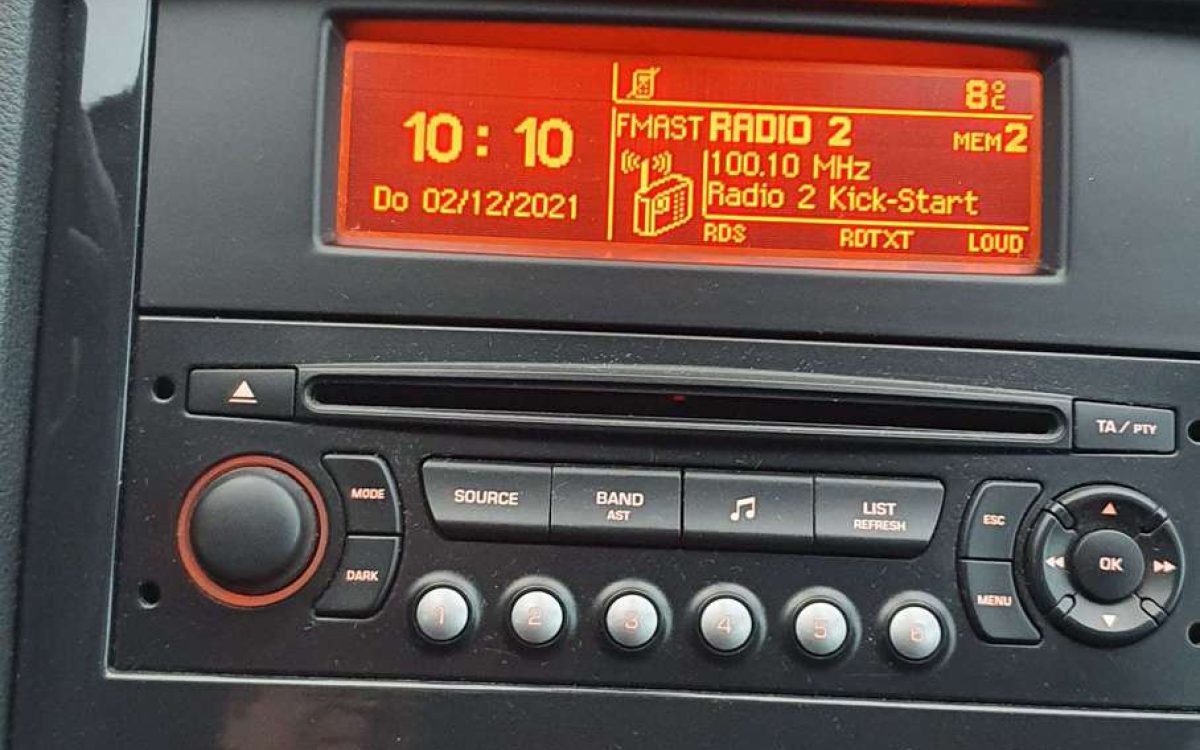 8°C
10:10
Do 02/12/2021
FMAST RADIO 2 MEM2
100.10 MHz
Radio 2 Kick-Start
RDS RDTXT LOUD
TA / PTY
MODE
DARK
SOURCE
BAND
AST
LIST
REFRESH
ESC
MENU
OK
1 2 3 4 5 6